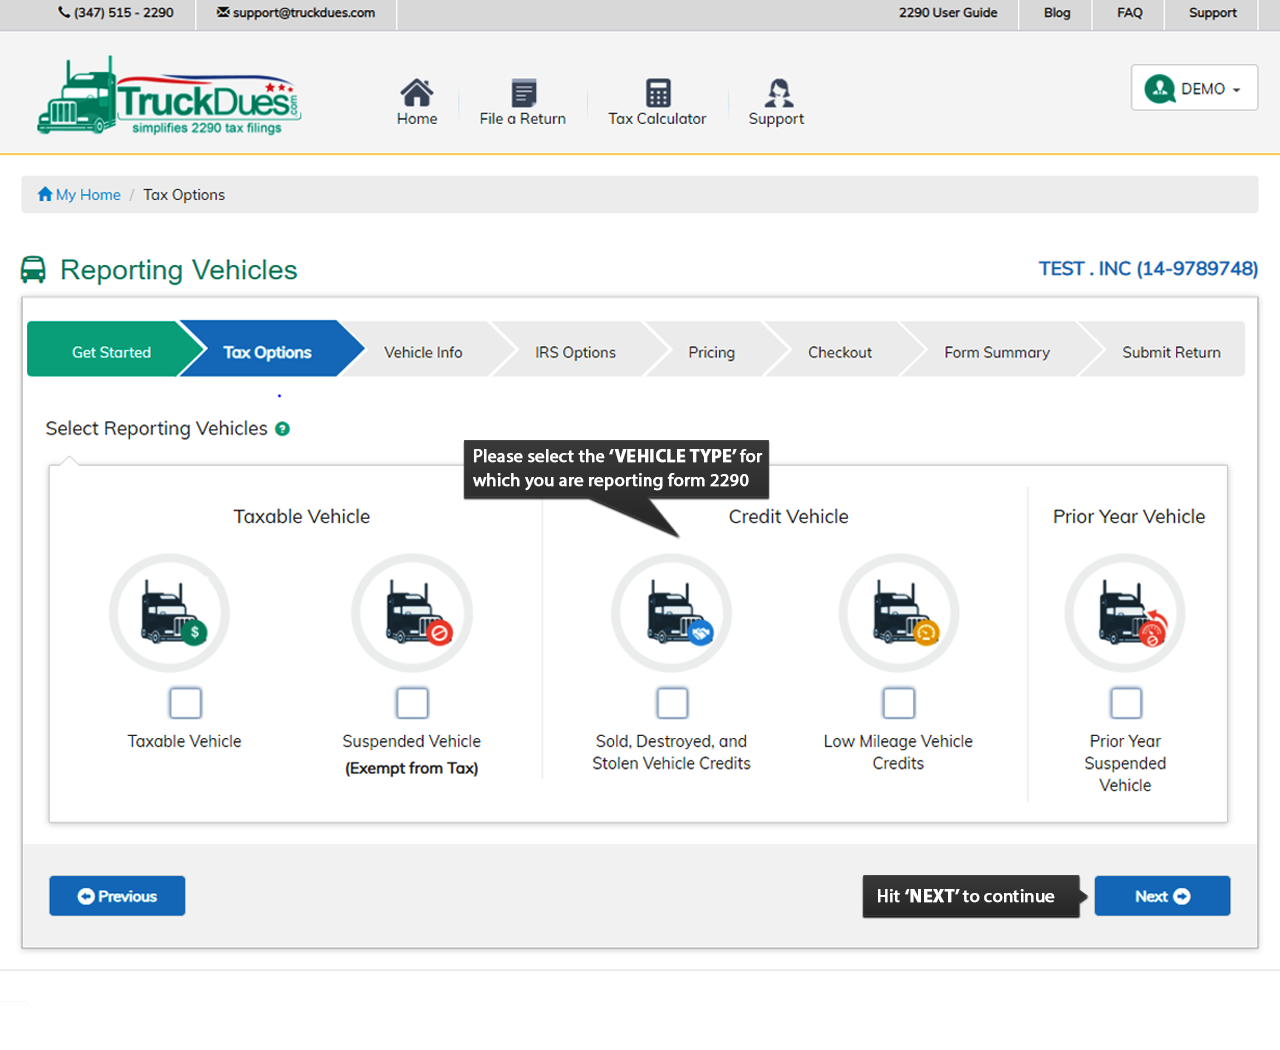 (347) 515 - 2290
support@truckdues.com
2290 User Guide
Blog
FAQ
Support
TruckDues.com
simplifies 2290 tax filings
Home
File a Return
Tax Calculator
Support
DEMO
My Home / Tax Options
Reporting Vehicles
TEST . INC (14-9789748)
Get Started
Tax Options
Vehicle Info
IRS Options
Pricing
Checkout
Form Summary
Submit Return
Select Reporting Vehicles ?
Please select the ‘VEHICLE TYPE’ for
which you are reporting form 2290
Taxable Vehicle
Credit Vehicle
Prior Year Vehicle
$
Taxable Vehicle
Suspended Vehicle
(Exempt from Tax)
Sold, Destroyed, and
Stolen Vehicle Credits
Low Mileage Vehicle
Credits
Prior Year
Suspended
Vehicle
Previous
Hit ‘NEXT’ to continue
Next